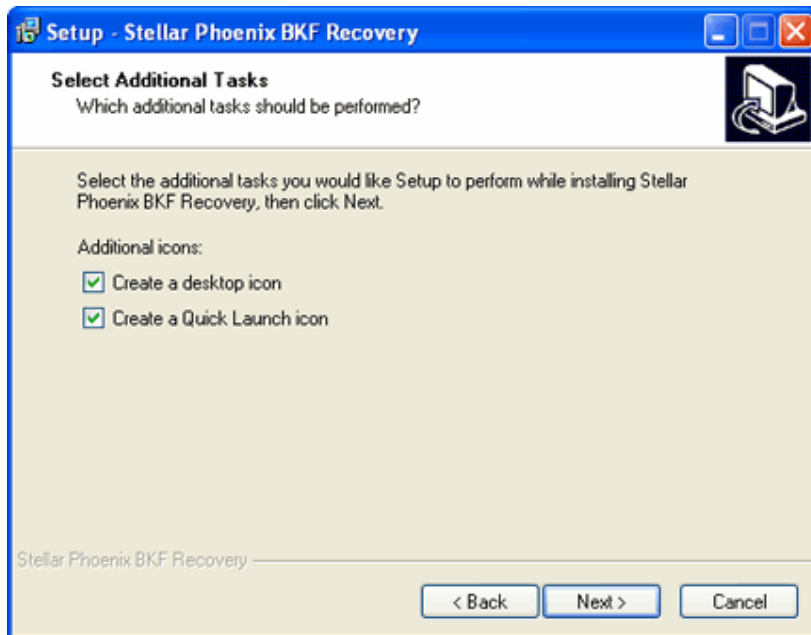 Setup - Stellar Phoenix BKF Recovery
Select Additional Tasks
Which additional tasks should be performed?
Select the additional tasks you would like Setup to perform while installing Stellar
Phoenix BKF Recovery, then click Next.
Additional icons:
Create a desktop icon
Create a Quick Launch icon
Stellar Phoenix BKF Recovery
< Back Next > Cancel